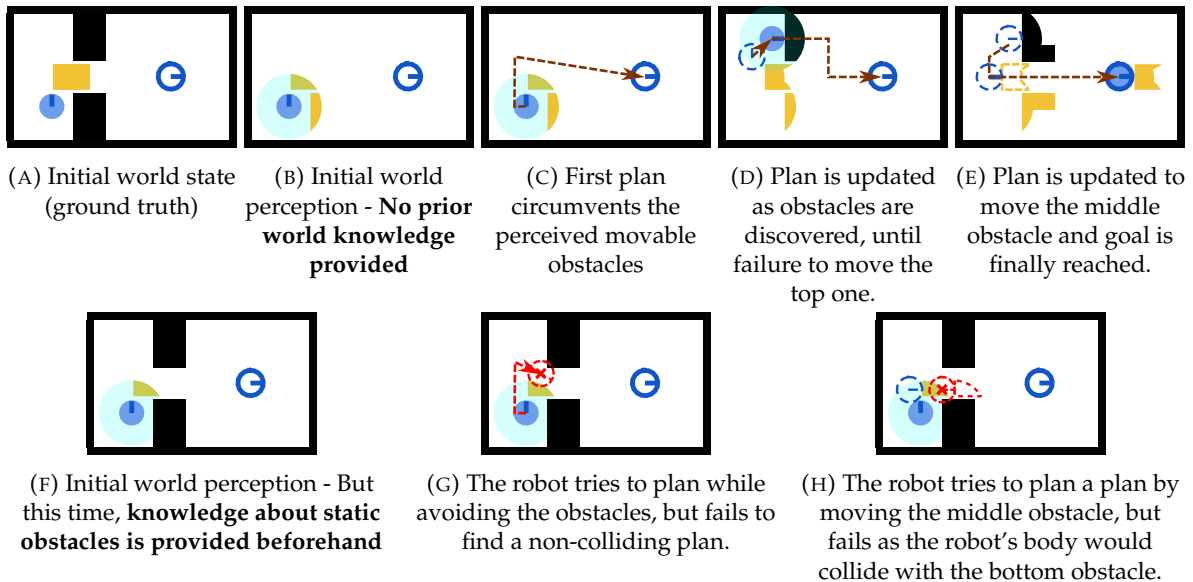 (A) Initial world state
(ground truth)
(B) Initial world
perception - No prior
world knowledge
provided
(C) First plan
circumvents the
perceived movable
obstacles
(D) Plan is updated
as obstacles are
discovered, until
failure to move the
top one.
(E) Plan is updated to
move the middle
obstacle and goal is
finally reached.
(F) Initial world perception - But
this time, knowledge about static
obstacles is provided beforehand
(G) The robot tries to plan while
avoiding the obstacles, but fails to
find a non-colliding plan.
(H) The robot tries to plan a plan by
moving the middle obstacle, but
fails as the robot's body would
collide with the bottom obstacle.